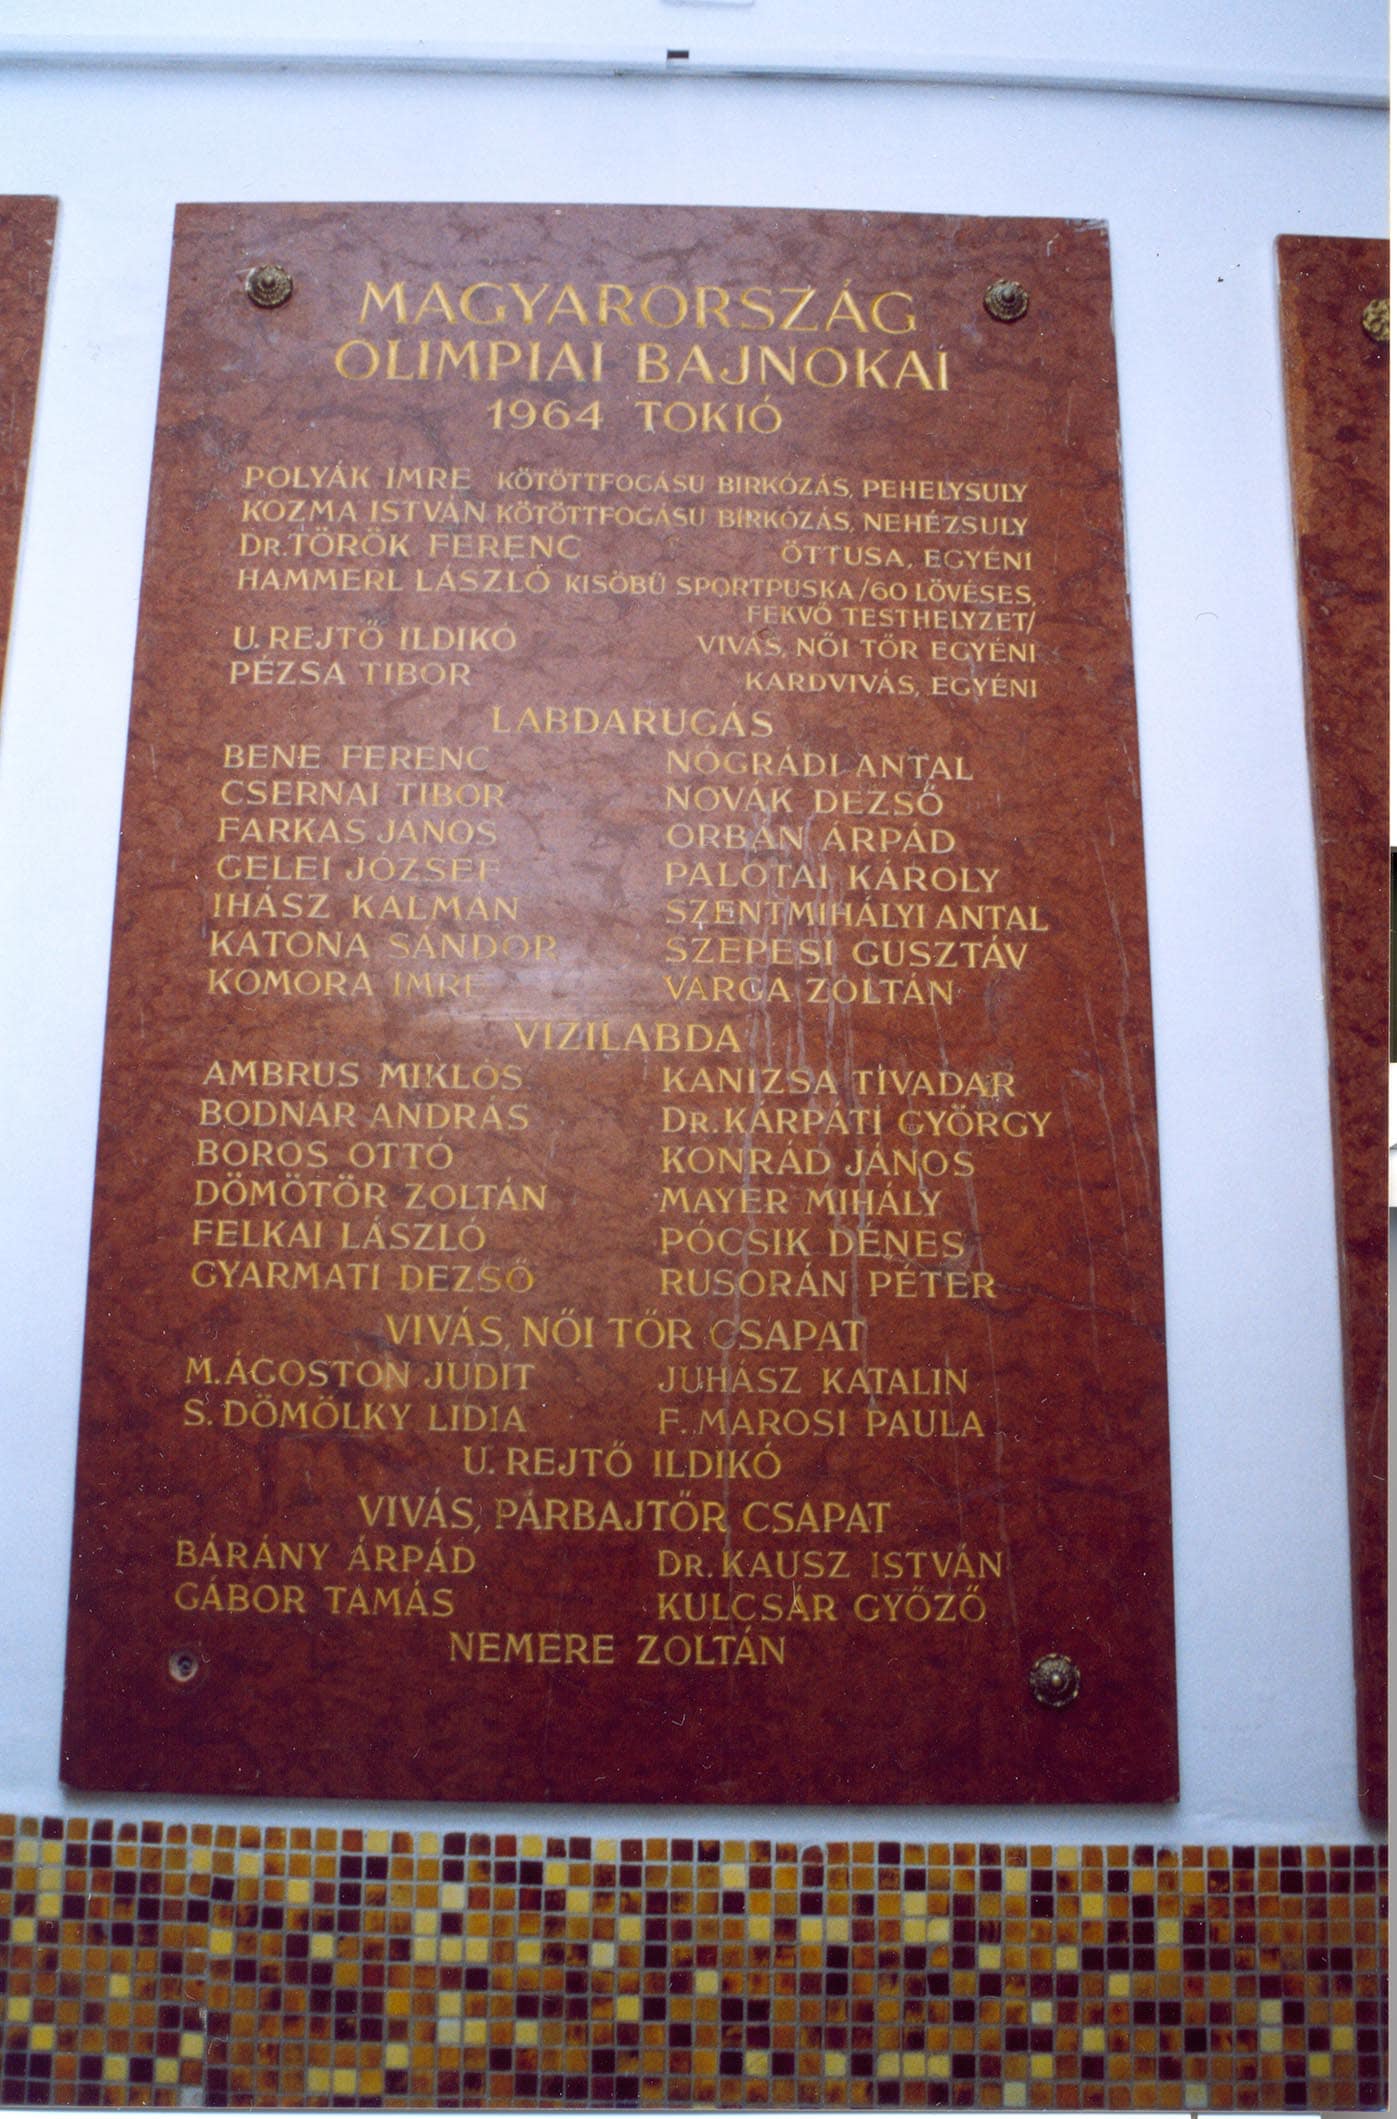 MAGYARORSZÁG
OLIMPIAI BAJNOKAI
1964 TOKIÓ
POLYÁK IMRE KÖTÖTTFOGÁSU BIRKÓZÁS, PEHELYSULY
KOZMA ISTVÁN KÖTÖTTFOGÁSU BIRKÓZÁS, NEHÉZSULY
DR. TÖRÖK FERENC ÖTTUSA, EGYÉNI
HAMMERL LÁSZLÓ KISÖBÜ SPORTPUSKA/60 LÖVÉSES,
FEKVŐ TESTHELYZET/
U. REJTŐ ILDIKÓ VIVÁS, NŐI TŐR EGYÉNI
PÉZSA TIBOR KARDVIVÁS, EGYÉNI
LABDARUGÁS
BENE FERENC NÓGRÁDI ANTAL
CSERNAI TIBOR NOVÁK DEZSŐ
FARKAS JÁNOS ORBÁN ÁRPÁD
GELEI JÓZSEF PALOTAI KÁROLY
IHÁSZ KÁLMÁN SZENTMIHÁLYI ANTAL
KATONA SÁNDOR SZEPESI GUSZTÁV
KOMORA IMRE VARGA ZOLTÁN
VIZILABDA
AMBRUS MIKLÓS KANIZSA TIVADAR
BODNÁR ANDRÁS DR. KÁRPÁTI GYÖRGY
BOROS OTTÓ KONRÁD JÁNOS
DÖMÖTÖR ZOLTÁN MAYER MIHÁLY
FELKAI LÁSZLÓ PÓCSIK DÉNES
GYARMATI DEZSŐ RUSORÁN PÉTER
VIVÁS, NŐI TŐR CSAPAT
M. ÁGOSTON JUDIT JUHÁSZ KATALIN
S. DÖMÖLKY LIDIA F. MAROSI PAULA
U. REJTŐ ILDIKÓ
VIVÁS, PÁRBAJTŐR CSAPAT
BÁRÁNY ÁRPÁD DR. KAUSZ ISTVÁN
GÁBOR TAMÁS KULCSÁR GYŐZŐ
NEMERE ZOLTÁN